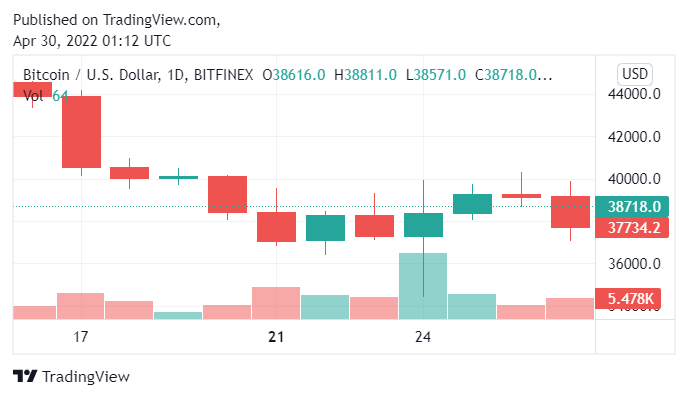 Published on TradingView.com,
Apr 30, 2022 01:12 UTC
Bitcoin / U.S. Dollar, 1D, BITFINEX O38616.0 H38811.0 L38571.0 C38718.0...
USD
Vol 64
44000.0
42000.0
40000.0
38718.0
37734.2
36000.0
5.478K
17 21 24
TradingView